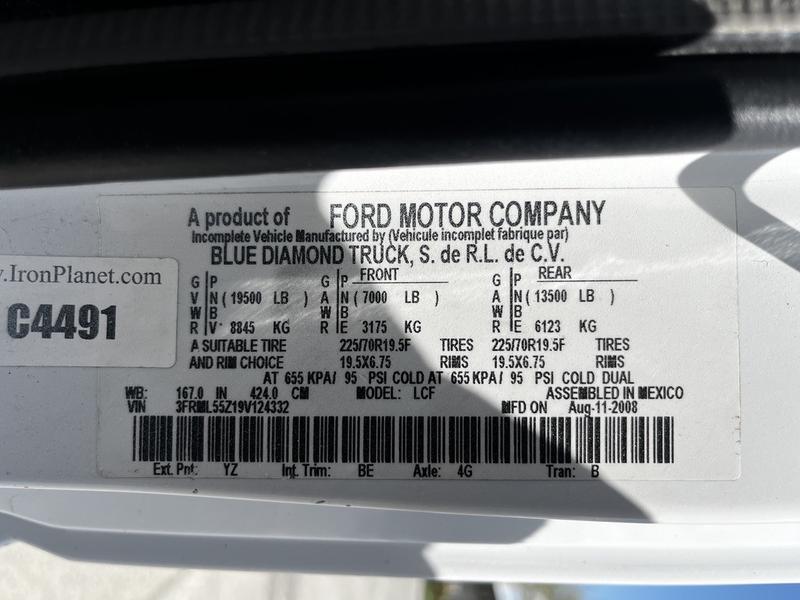 A product of FORD MOTOR COMPANY
Incomplete Vehicle Manufactured by (Vehicule incomplet fabrique par)
BLUE DIAMOND TRUCK, S. de R.L. de C.V.
.IronPlanet.com
C4491
G P G P FRONT G P REAR
V N ( 19500 LB ) A N ( 7000 LB ) A N ( 13500 LB )
W B W B W B
R V 8845 KG R E 3175 KG R E 6123 KG
A SUITABLE TIRE 225/70R19.5F TIRES 225/70R19.5F TIRES
AND RIM CHOICE 19.5X6.75 RIMS 19.5X6.75 RIMS
AT 655 KPA/ 95 PSI COLD AT 655 KPA/ 95 PSI COLD DUAL
WB: 167.0 IN 424.0 CM MODEL: LCF ASSEMBLED IN MEXICO
VIN 3FRML55Z19V124332 MFD ON Aug-11-2008
Ext. Pnt: YZ Int. Trim: BE Axle: 4G Tran: B